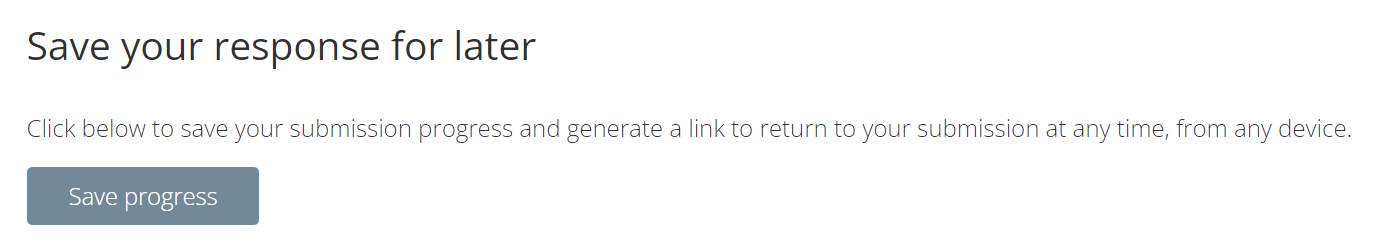 Save your response for later
Click below to save your submission progress and generate a link to return to your submission at any time, from any device.
Save progress